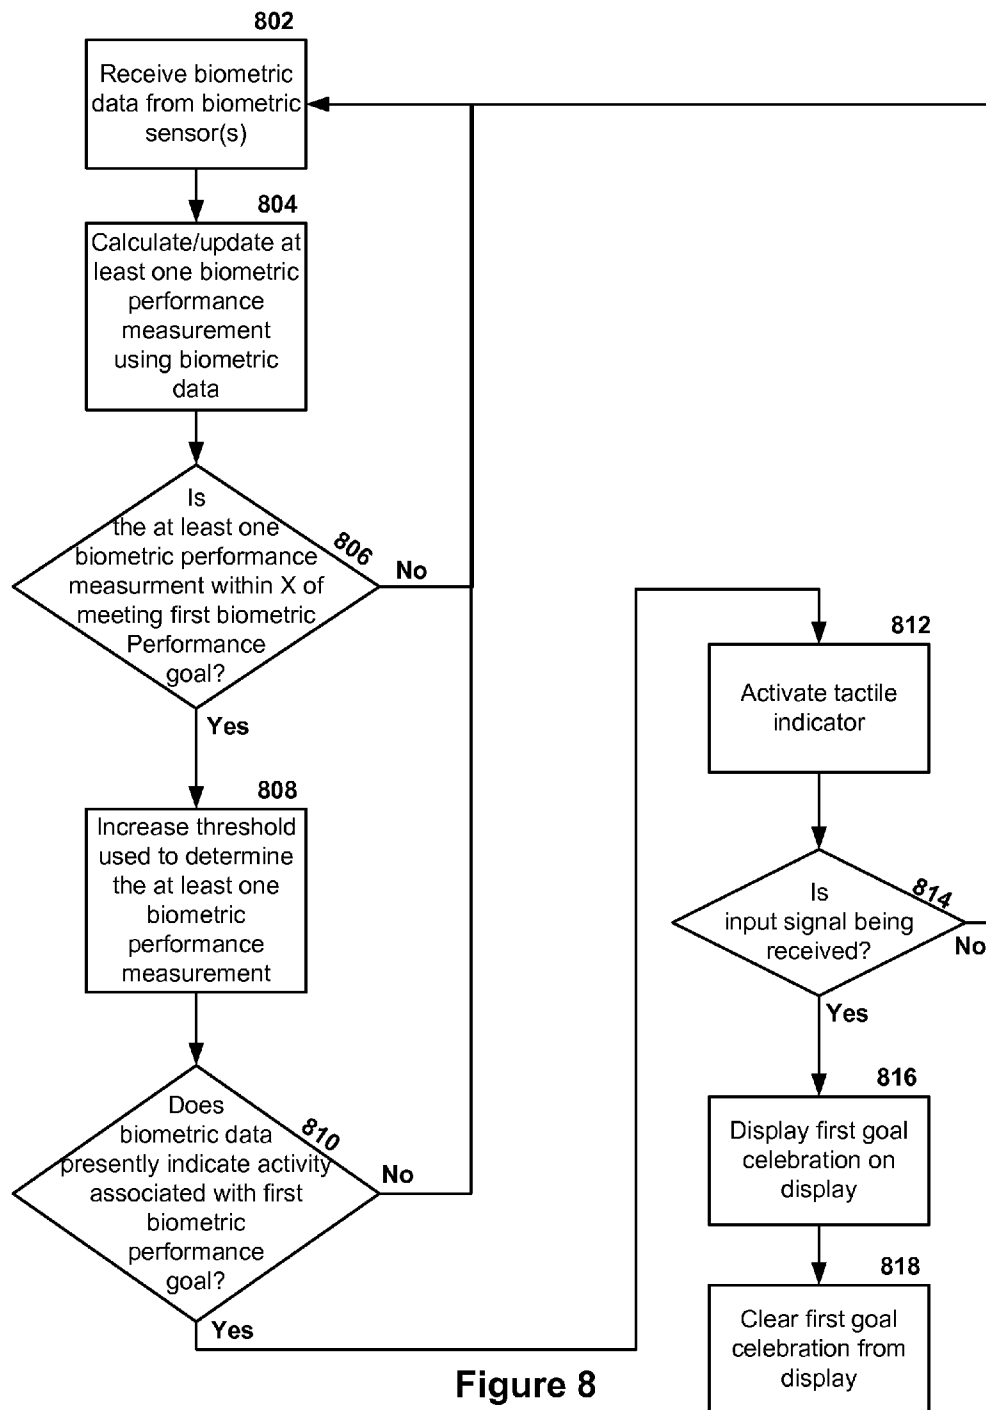 802
Receive biometric
data from biometric
sensor(s)
804
Calculate/update at
least one biometric
performance
measurement
using biometric
data
Is
the at least one
biometric performance
measurment within X of
meeting first biometric
Performance
goal?
806
No
Yes
808
Increase threshold
used to determine
the at least one
biometric
performance
measurement
Does
biometric data
presently indicate activity
associated with first
biometric
performance
goal?
810
No
Yes
812
Activate tactile
indicator
Is
input signal being
received?
814
No
Yes
816
Display first goal
celebration on
display
818
Clear first goal
celebration from
display
Figure 8